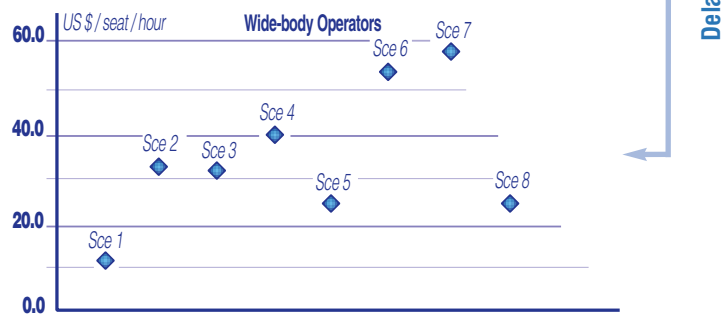 US $ / seat / hour
Wide-body Operators
60.0
40.0
20.0
0.0
Sce 1
Sce 2
Sce 3
Sce 4
Sce 5
Sce 6
Sce 7
Sce 8